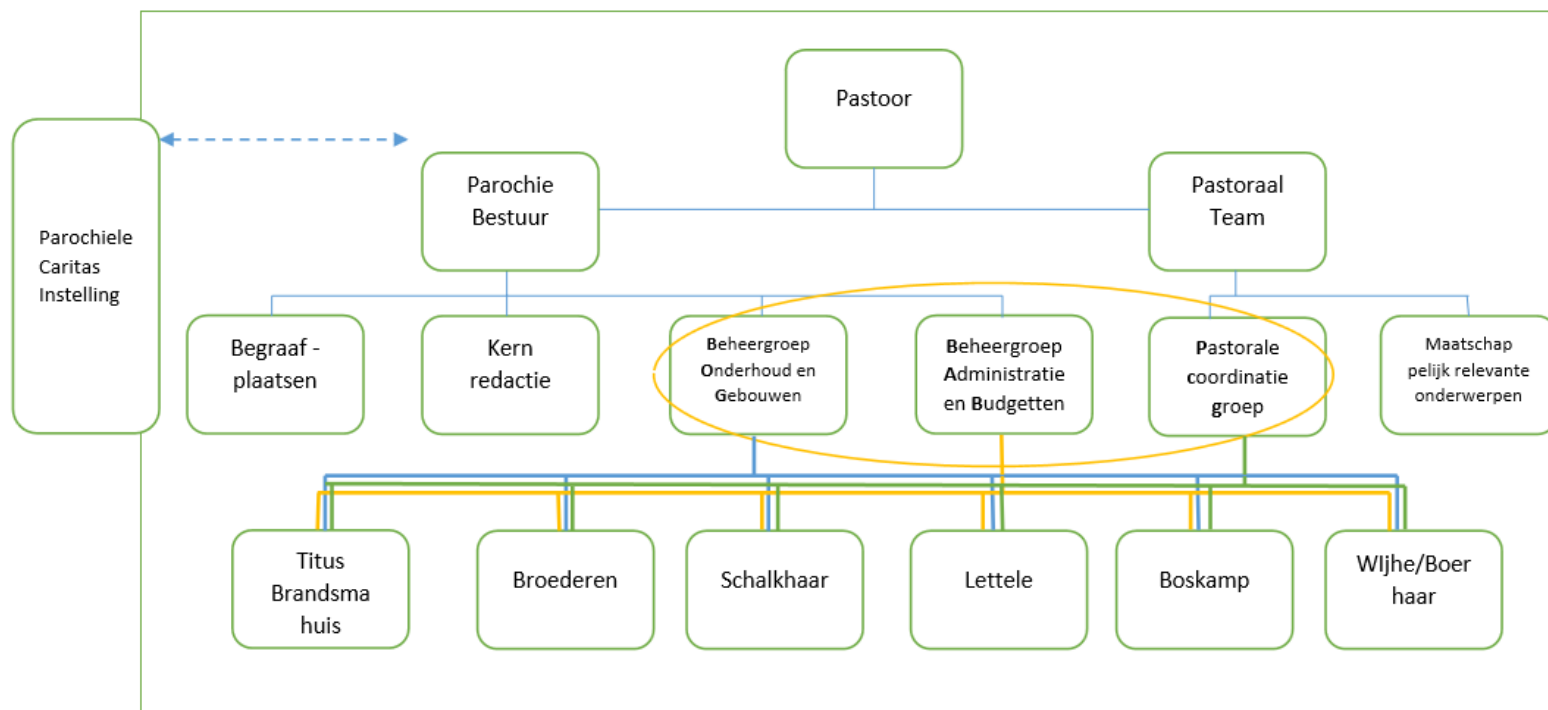 Pastoor
Parochiele
Caritas
Instelling
Parochie
Bestuur
Pastoraal
Team
Begraaf -
plaatsen
Kern
redactie
Beheergroep
Onderhoud en
Gebouwen
Beheergroep
Administratie
en Budgetten
Pastorale
coordinatie
groep
Maatschap
pelijk relevante
onderwerpen
Titus
Brandsma
huis
Broederen
Schalkhaar
Lettele
Boskamp
WIjhe/Boer
haar